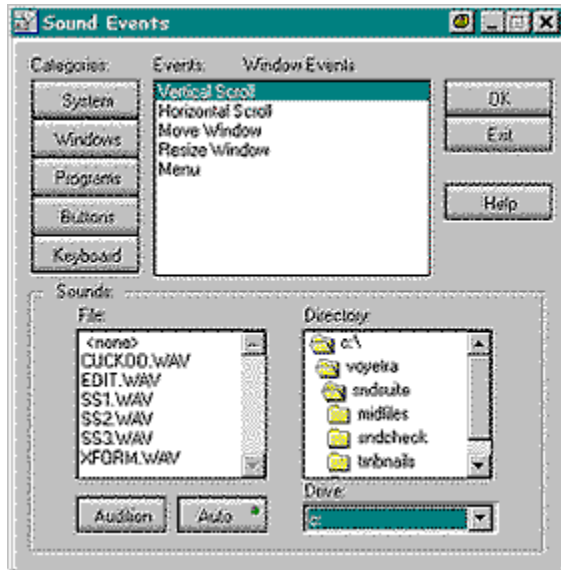 Sound Events
Categories: Events: Window Events
System
Windows
Programs
Buttons
Keyboard
Vertical Scroll
Horizontal Scroll
Move Window
Resize Window
Menu
OK
Exit
Help
Sounds:
File:
<none>
CUCKOO.WAV
EDIT.WAV
SS1.WAV
SS2.WAV
SS3.WAV
XFORM.WAV
Audition
Auto
Directory:
c:\
voyetra
sndsuite
midfiles
sndcheck
tmbnails
Drive:
c: